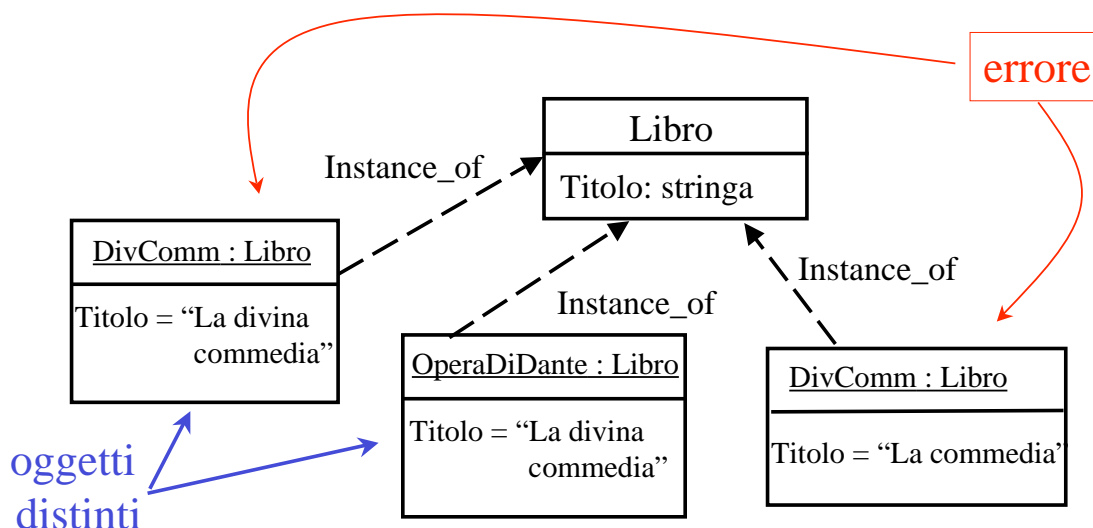 errore
Libro
Titolo: stringa
Instance_of
Instance_of
Instance_of
DivComm : Libro
Titolo = “La divina
commedia”
OperaDiDante : Libro
Titolo = “La divina
commedia”
DivComm : Libro
Titolo = “La commedia”
oggetti
distinti